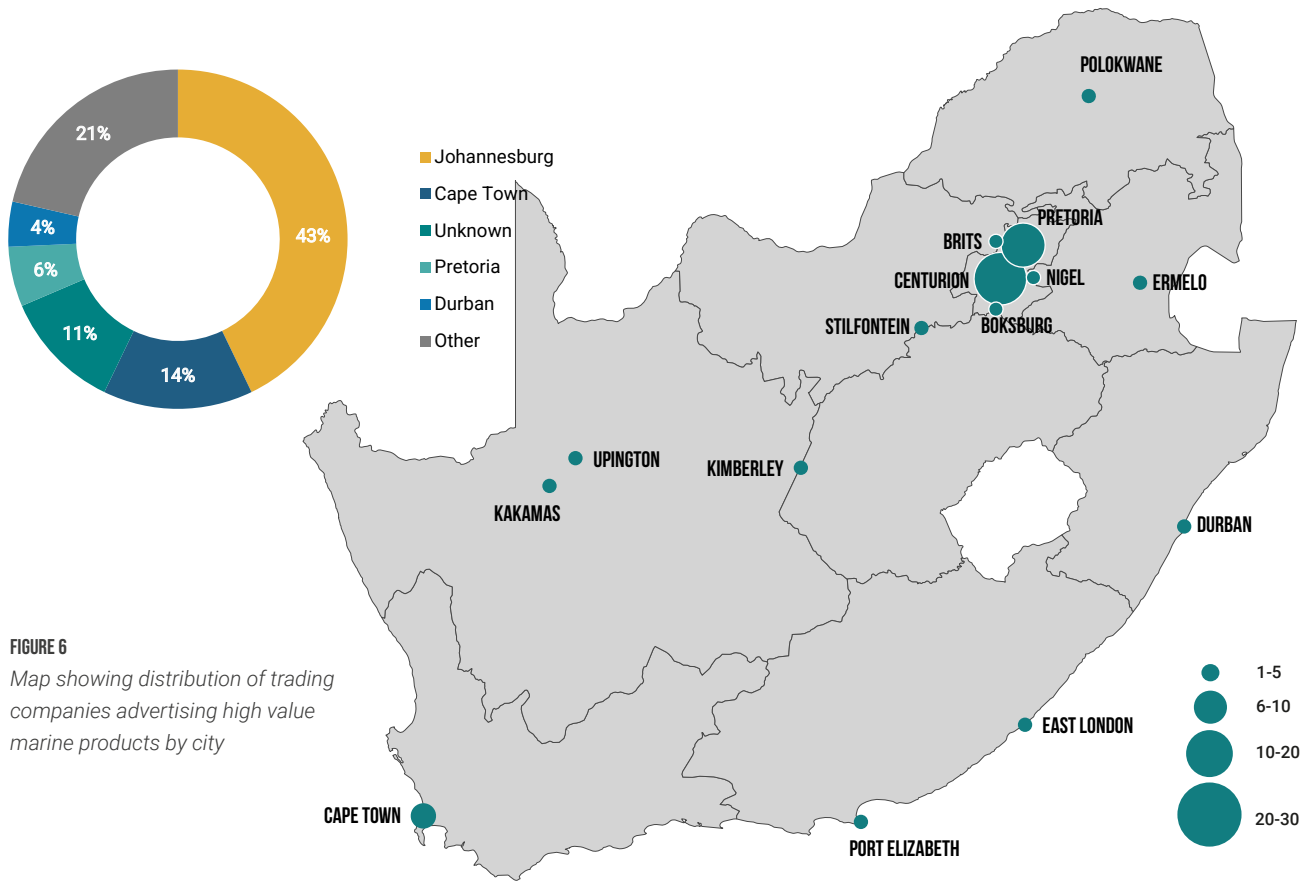 43%
14%
11%
6%
4%
21%
Johannesburg
Cape Town
Unknown
Pretoria
Durban
Other
POLOKWANE
PRETORIA
BRITS
CENTURION
NIGEL
ERMELO
BOKSBURG
STILFONTEIN
UPINGTON
KIMBERLEY
KAKAMAS
DURBAN
EAST LONDON
CAPE TOWN
PORT ELIZABETH
FIGURE 6
Map showing distribution of trading
companies advertising high value
marine products by city
1-5
6-10
10-20
20-30